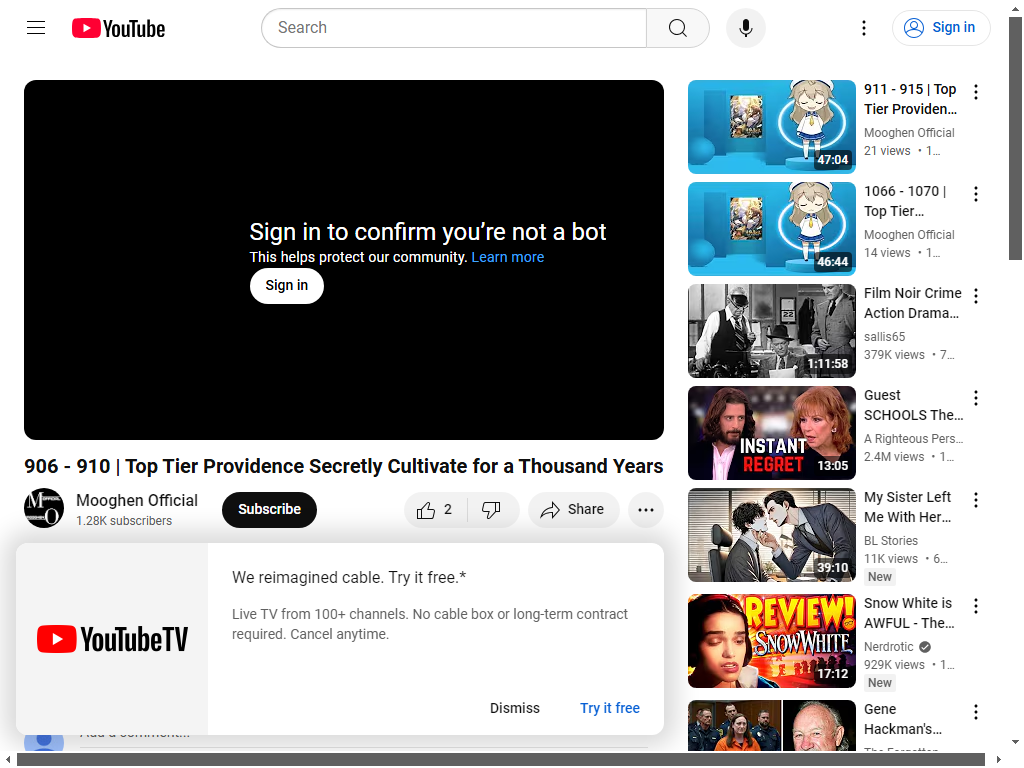 YouTube
Search
Sign in
Sign in to confirm you’re not a bot
This helps protect our community. Learn more
Sign in
906 - 910 | Top Tier Providence Secretly Cultivate for a Thousand Years
Mooghen Official
1.28K subscribers
Subscribe
2
Share
We reimagined cable. Try it free.*
Live TV from 100+ channels. No cable box or long-term contract
required. Cancel anytime.
YouTubeTV
Dismiss
Try it free
Add a comment...
47:04
911 - 915 | Top
Tier Providen…
Mooghen Official
21 views • 1…
46:44
1066 - 1070 |
Top Tier…
Mooghen Official
14 views • 1…
22
1:11:58
Film Noir Crime
Action Drama…
sallis65
379K views • 7…
INSTANT
REGRET
13:05
Guest
SCHOOLS The…
A Righteous Pers…
2.4M views • 1…
39:10
My Sister Left
Me With Her…
BL Stories
11K views • 6…
New
REVIEW!
SNOW WHITE
17:12
Snow White is
AWFUL - The…
Nerdrotic
929K views • 1…
New
Gene
Hackman's…
The Forgotten